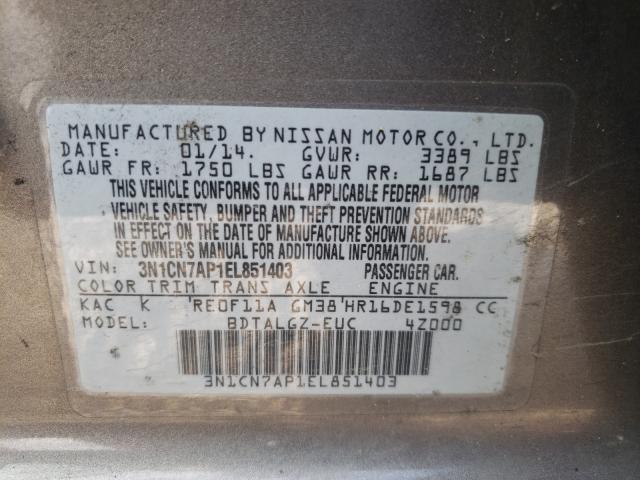 MANUFACTURED BY NISSAN MOTOR CO., LTD.
DATE: 01/14. GVWR: 3389 LBS
GAWR FR: 1750 LBS GAWR RR: 1687 LBS
THIS VEHICLE CONFORMS TO ALL APPLICABLE FEDERAL MOTOR
VEHICLE SAFETY, BUMPER AND THEFT PREVENTION STANDARDS
IN EFFECT ON THE DATE OF MANUFACTURE SHOWN ABOVE.
SEE OWNER'S MANUAL FOR ADDITIONAL INFORMATION.
VIN: 3N1CN7AP1EL851403 PASSENGER CAR.
COLOR TRIM TRANS AXLE ENGINE
KAC K 'RE0F11A GM38'HR16DE1598 CC
MODEL: BDTALGZ-EUC 4Z000
3N1CN7AP1EL851403